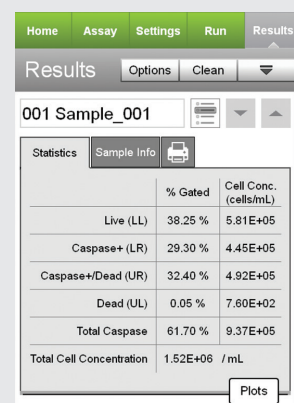 Home Assay Settings Run Results
Results Options Clean
001 Sample_001
Statistics Sample Info
% Gated Cell Conc. (cells/mL)
Live (LL) 38.25 % 5.81E+05
Caspase+ (LR) 29.30 % 4.45E+05
Caspase+/Dead (UR) 32.40 % 4.92E+05
Dead (UL) 0.05 % 7.60E+02
Total Caspase 61.70 % 9.37E+05
Total Cell Concentration 1.52E+06 / mL
Plots